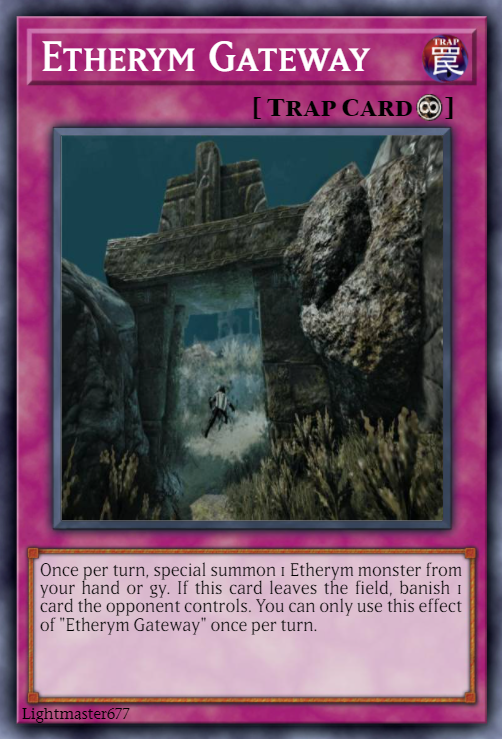 Etherym Gateway
TRAP
罠
[ Trap Card ]
Once per turn, special summon 1 Etherym monster from
your hand or gy. If this card leaves the field, banish 1
card the opponent controls. You can only use this effect
of "Etherym Gateway" once per turn.
Lightmaster677